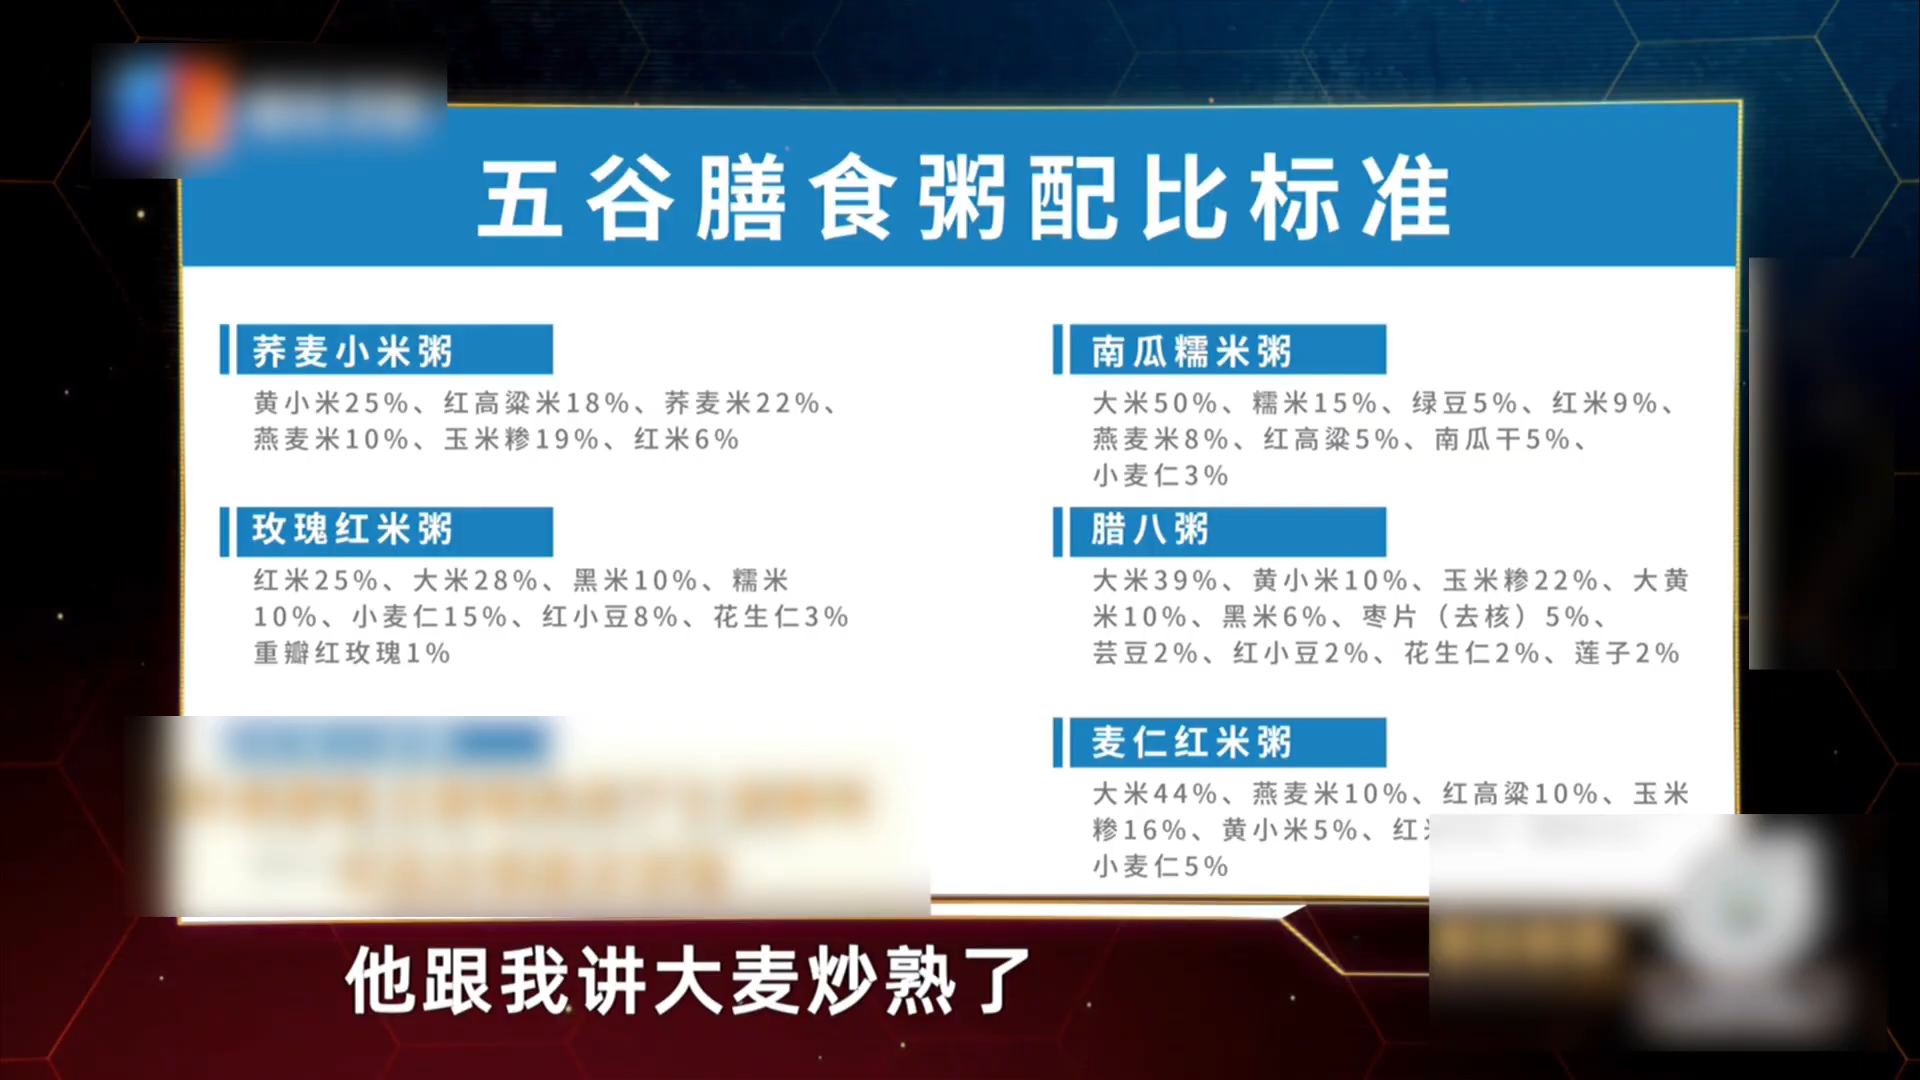 五谷膳食粥配比标准
荞麦小米粥
黄小米25%、红高粱米18%、荞麦米22%、
燕麦米10%、玉米糁19%、红米6%
玫瑰红米粥
红米25%、大米28%、黑米10%、糯米
10%、小麦仁15%、红小豆8%、花生仁3%
重瓣红玫瑰1%
南瓜糯米粥
大米50%、糯米15%、绿豆5%、红米9%、
燕麦米8%、红高粱5%、南瓜干5%、
小麦仁3%
腊八粥
大米39%、黄小米10%、玉米糁22%、大黄
米10%、黑米6%、枣片（去核）5%、
芸豆2%、红小豆2%、花生仁2%、莲子2%
麦仁红米粥
大米44%、燕麦米10%、红高粱10%、玉米
糁16%、黄小米5%、红
小麦仁5%
他跟我讲大麦炒熟了